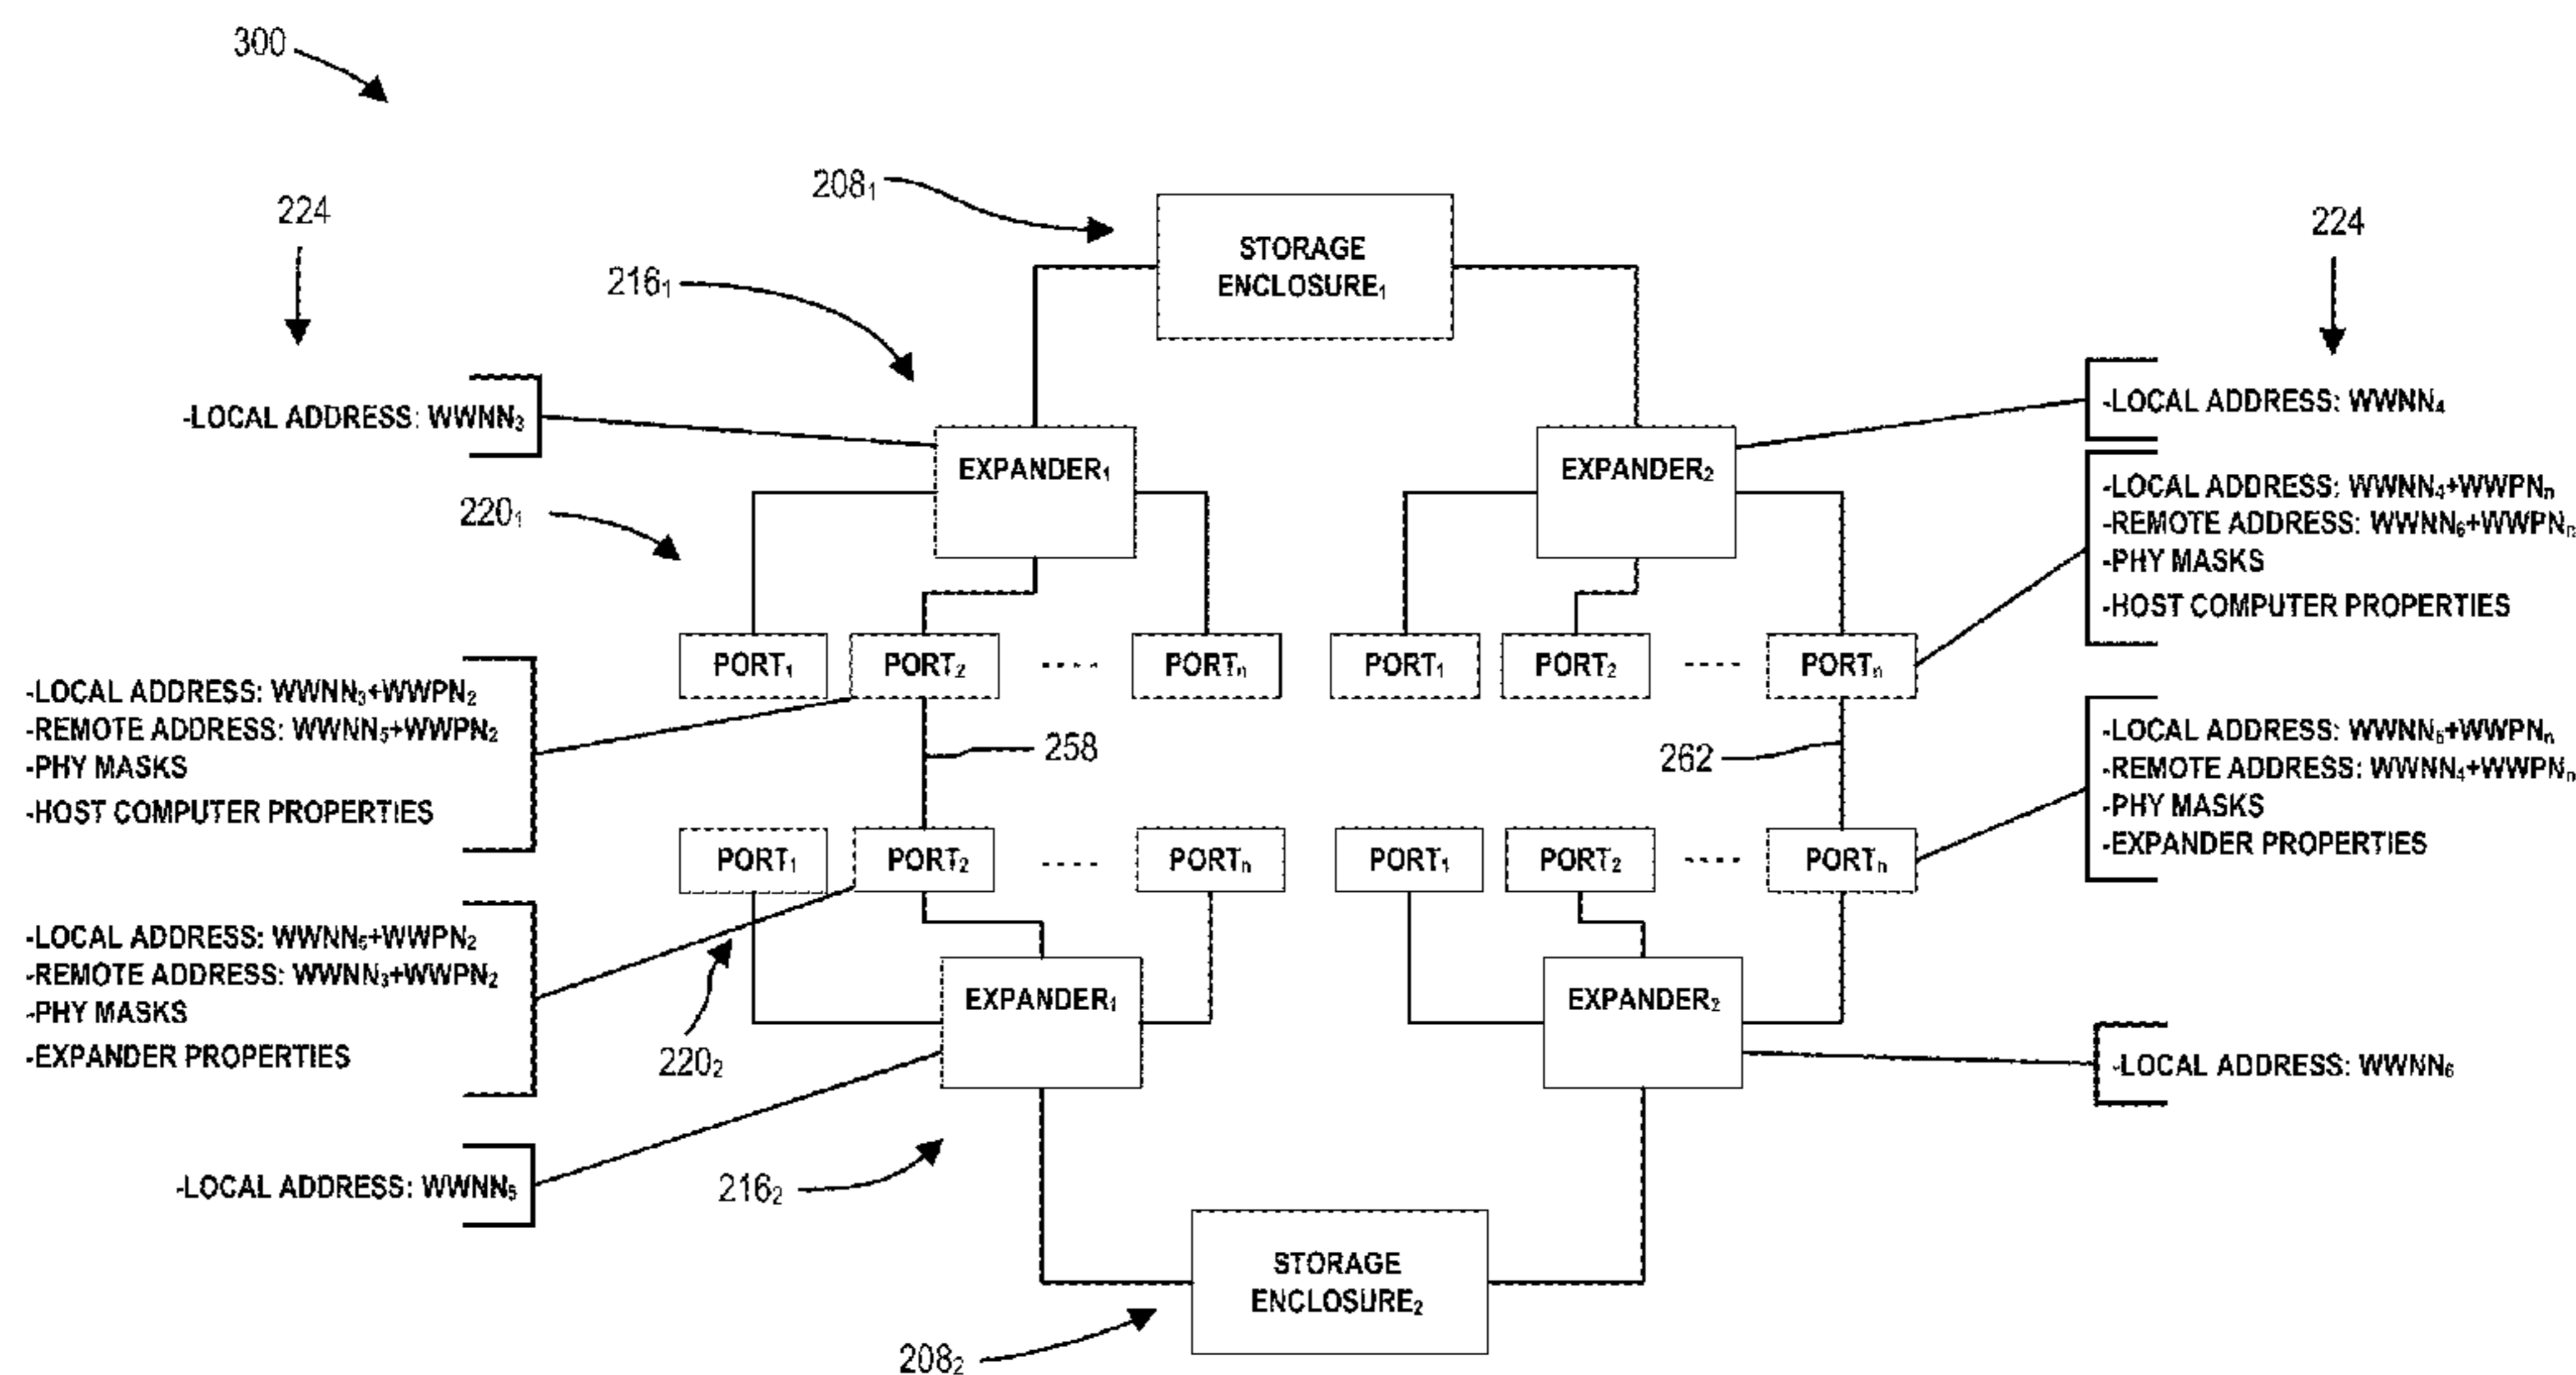 300
224
208₁
STORAGE
ENCLOSURE₁
216₁
224
-LOCAL ADDRESS: WWNN₃
EXPANDER₁
EXPANDER₂
-LOCAL ADDRESS: WWNN₄
220₁
-LOCAL ADDRESS: WWNN₄+WWPNₙ
-REMOTE ADDRESS: WWNN₆+WWPNₙ
-PHY MASKS
-HOST COMPUTER PROPERTIES
PORT₁ PORT₂ ---- PORTₙ PORT₁ PORT₂ ---- PORTₙ
-LOCAL ADDRESS: WWNN₃+WWPN₂
-REMOTE ADDRESS: WWNN₅+WWPN₂
-PHY MASKS
-HOST COMPUTER PROPERTIES
258
262
-LOCAL ADDRESS: WWNN₆+WWPNₙ
-REMOTE ADDRESS: WWNN₄+WWPNₙ
-PHY MASKS
-EXPANDER PROPERTIES
PORT₁ PORT₂ ---- PORTₙ PORT₁ PORT₂ ---- PORTₙ
-LOCAL ADDRESS: WWNN₅+WWPN₂
-REMOTE ADDRESS: WWNN₃+WWPN₂
-PHY MASKS
-EXPANDER PROPERTIES
220₂
EXPANDER₁
EXPANDER₂
-LOCAL ADDRESS: WWNN₆
-LOCAL ADDRESS: WWNN₅
216₂
STORAGE
ENCLOSURE₂
208₂